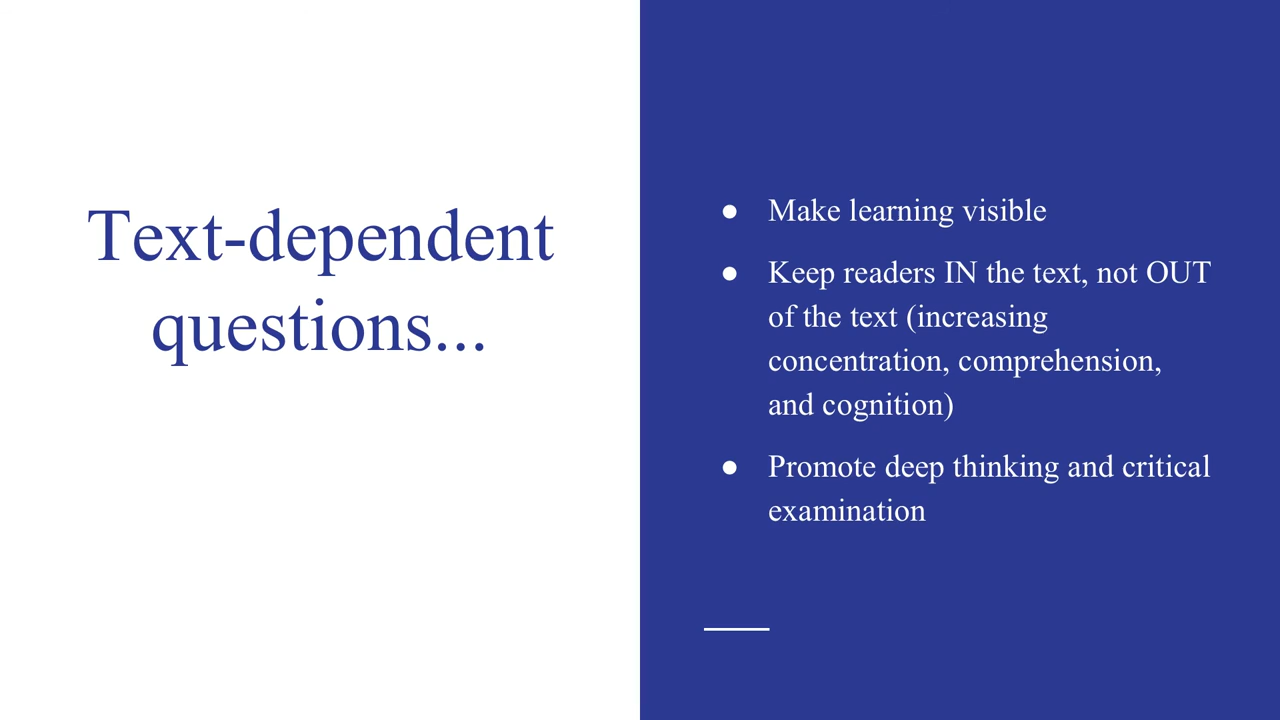 Text-dependent
questions...
● Make learning visible
● Keep readers IN the text, not OUT
of the text (increasing
concentration, comprehension,
and cognition)
● Promote deep thinking and critical
examination